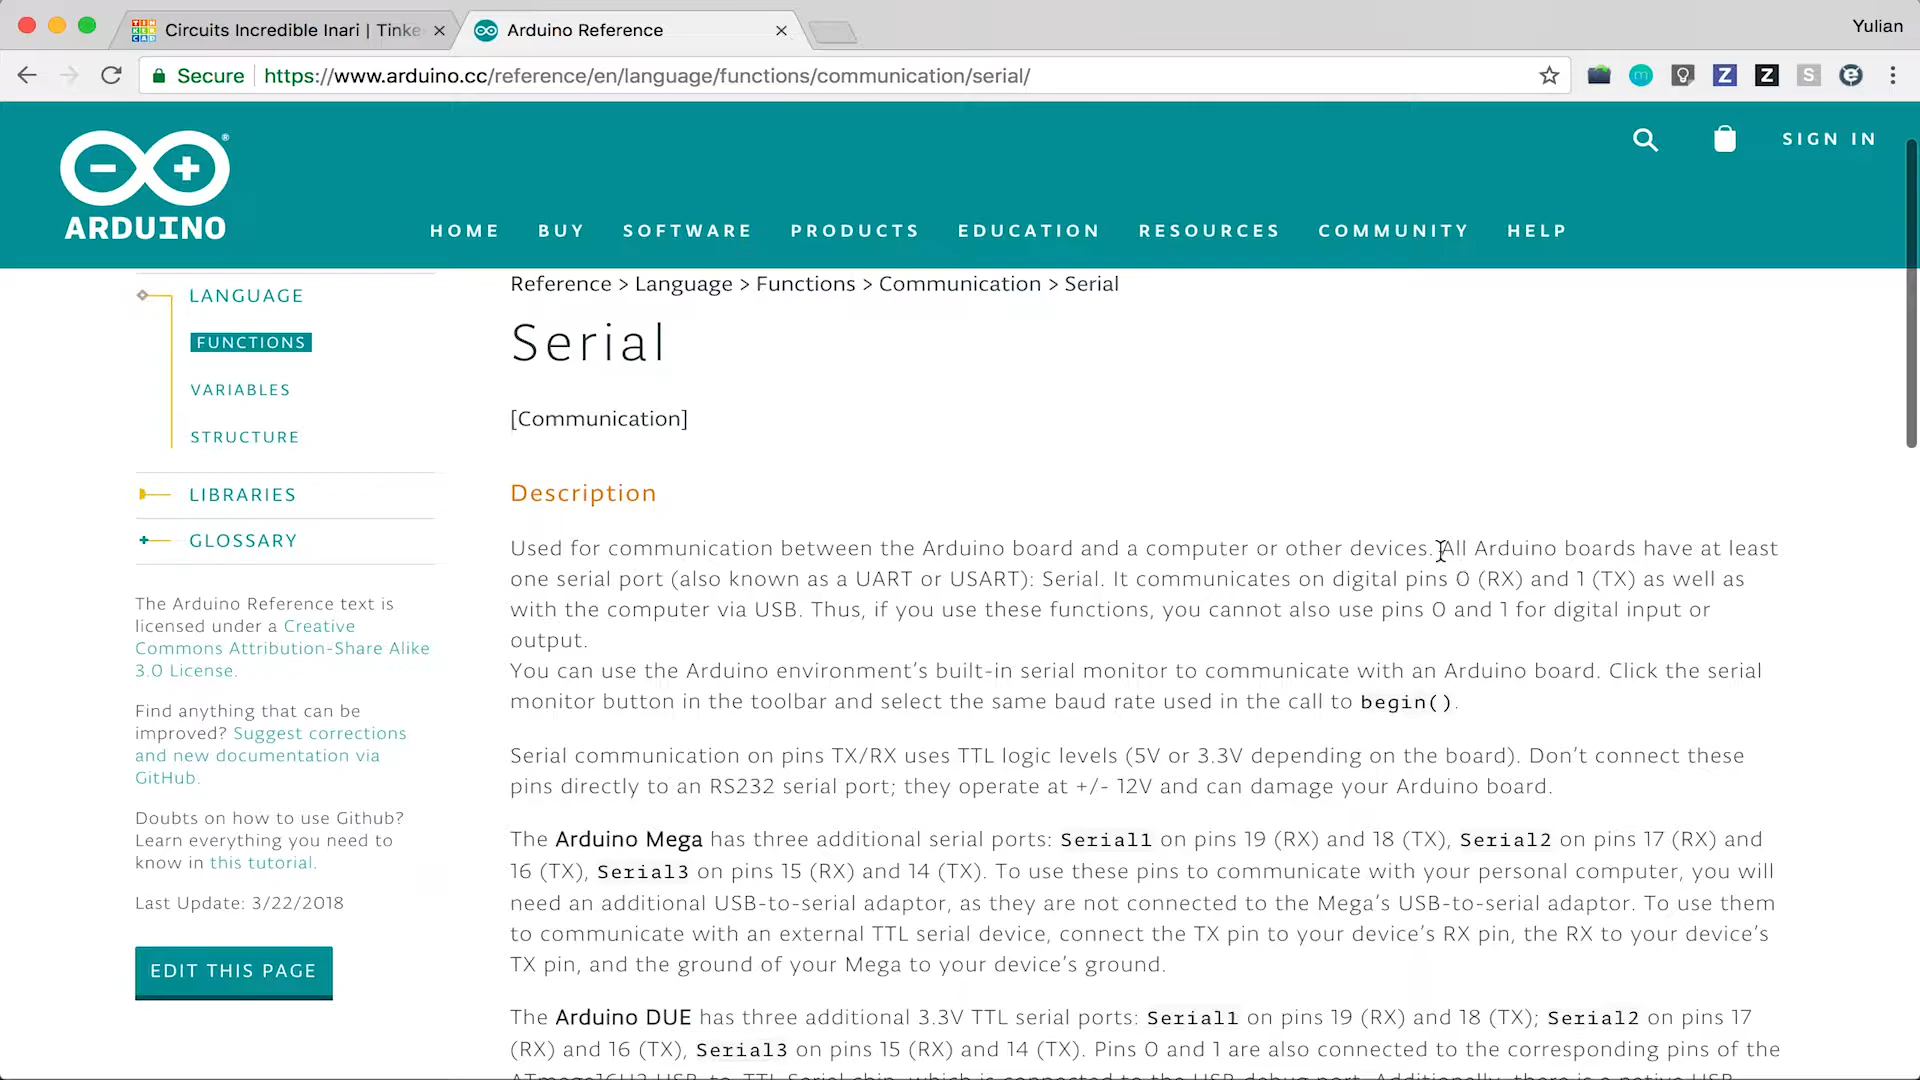 Circuits Incredible Inari | Tinke
Arduino Reference
Yulian
Secure
https://www.arduino.cc/reference/en/language/functions/communication/serial/
SIGN IN
ARDUINO
HOME BUY SOFTWARE PRODUCTS EDUCATION RESOURCES COMMUNITY HELP
LANGUAGE
FUNCTIONS
VARIABLES
STRUCTURE
LIBRARIES
GLOSSARY
The Arduino Reference text is
licensed under a Creative
Commons Attribution-Share Alike
3.0 License.
Find anything that can be
improved? Suggest corrections
and new documentation via
GitHub.
Doubts on how to use Github?
Learn everything you need to
know in this tutorial.
Last Update: 3/22/2018
EDIT THIS PAGE
Reference > Language > Functions > Communication > Serial
Serial
[Communication]
Description
Used for communication between the Arduino board and a computer or other devices. All Arduino boards have at least
one serial port (also known as a UART or USART): Serial. It communicates on digital pins 0 (RX) and 1 (TX) as well as
with the computer via USB. Thus, if you use these functions, you cannot also use pins 0 and 1 for digital input or
output.
You can use the Arduino environment’s built-in serial monitor to communicate with an Arduino board. Click the serial
monitor button in the toolbar and select the same baud rate used in the call to begin().
Serial communication on pins TX/RX uses TTL logic levels (5V or 3.3V depending on the board). Don’t connect these
pins directly to an RS232 serial port; they operate at +/- 12V and can damage your Arduino board.
The Arduino Mega has three additional serial ports: Serial1 on pins 19 (RX) and 18 (TX), Serial2 on pins 17 (RX) and
16 (TX), Serial3 on pins 15 (RX) and 14 (TX). To use these pins to communicate with your personal computer, you will
need an additional USB-to-serial adaptor, as they are not connected to the Mega’s USB-to-serial adaptor. To use them
to communicate with an external TTL serial device, connect the TX pin to your device’s RX pin, the RX to your device’s
TX pin, and the ground of your Mega to your device’s ground.
The Arduino DUE has three additional 3.3V TTL serial ports: Serial1 on pins 19 (RX) and 18 (TX); Serial2 on pins 17
(RX) and 16 (TX), Serial3 on pins 15 (RX) and 14 (TX). Pins 0 and 1 are also connected to the corresponding pins of the